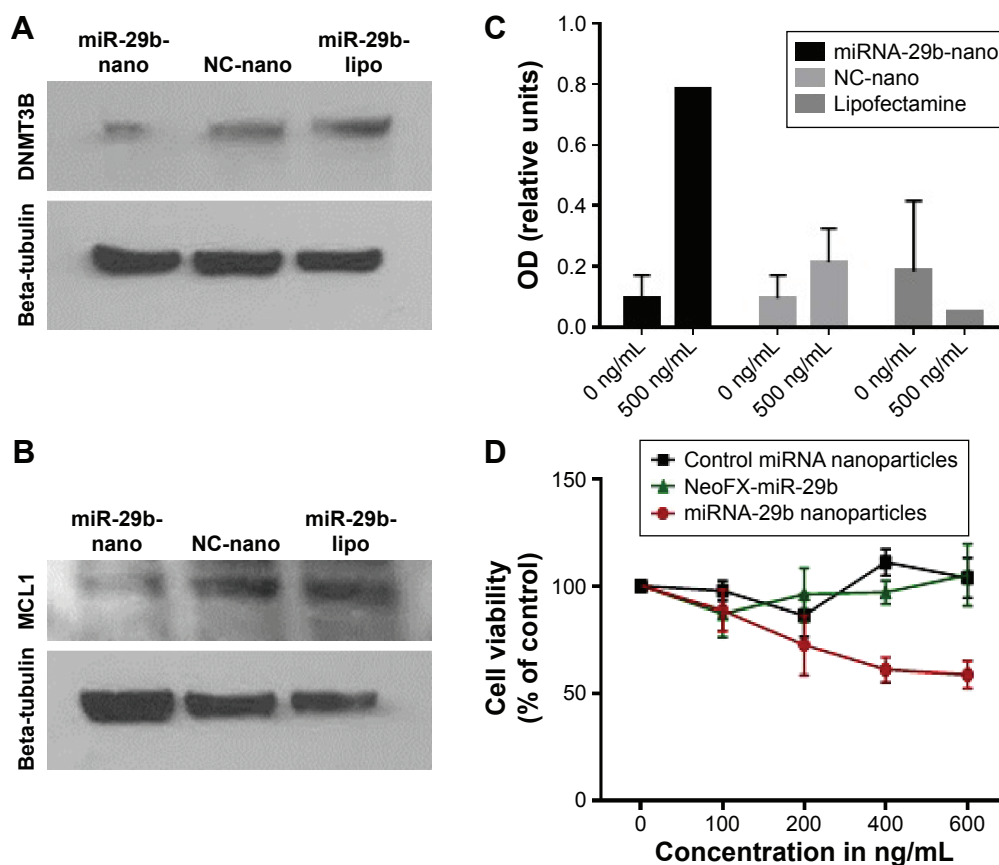 A
miR-29b-
nano
NC-nano
miR-29b-
lipo
DNMT3B
Beta-tubulin
B
miR-29b-
nano
NC-nano
miR-29b-
lipo
MCL1
Beta-tubulin
C
miRNA-29b-nano
NC-nano
Lipofectamine
OD (relative units)
0.8
0.6
0.4
0.2
0.0
0 ng/mL
500 ng/mL
0 ng/mL
500 ng/mL
0 ng/mL
500 ng/mL
D
Control miRNA nanoparticles
NeoFX-miR-29b
miRNA-29b nanoparticles
Cell viability
(% of control)
150
100
50
0
0
100
200
400
600
Concentration in ng/mL